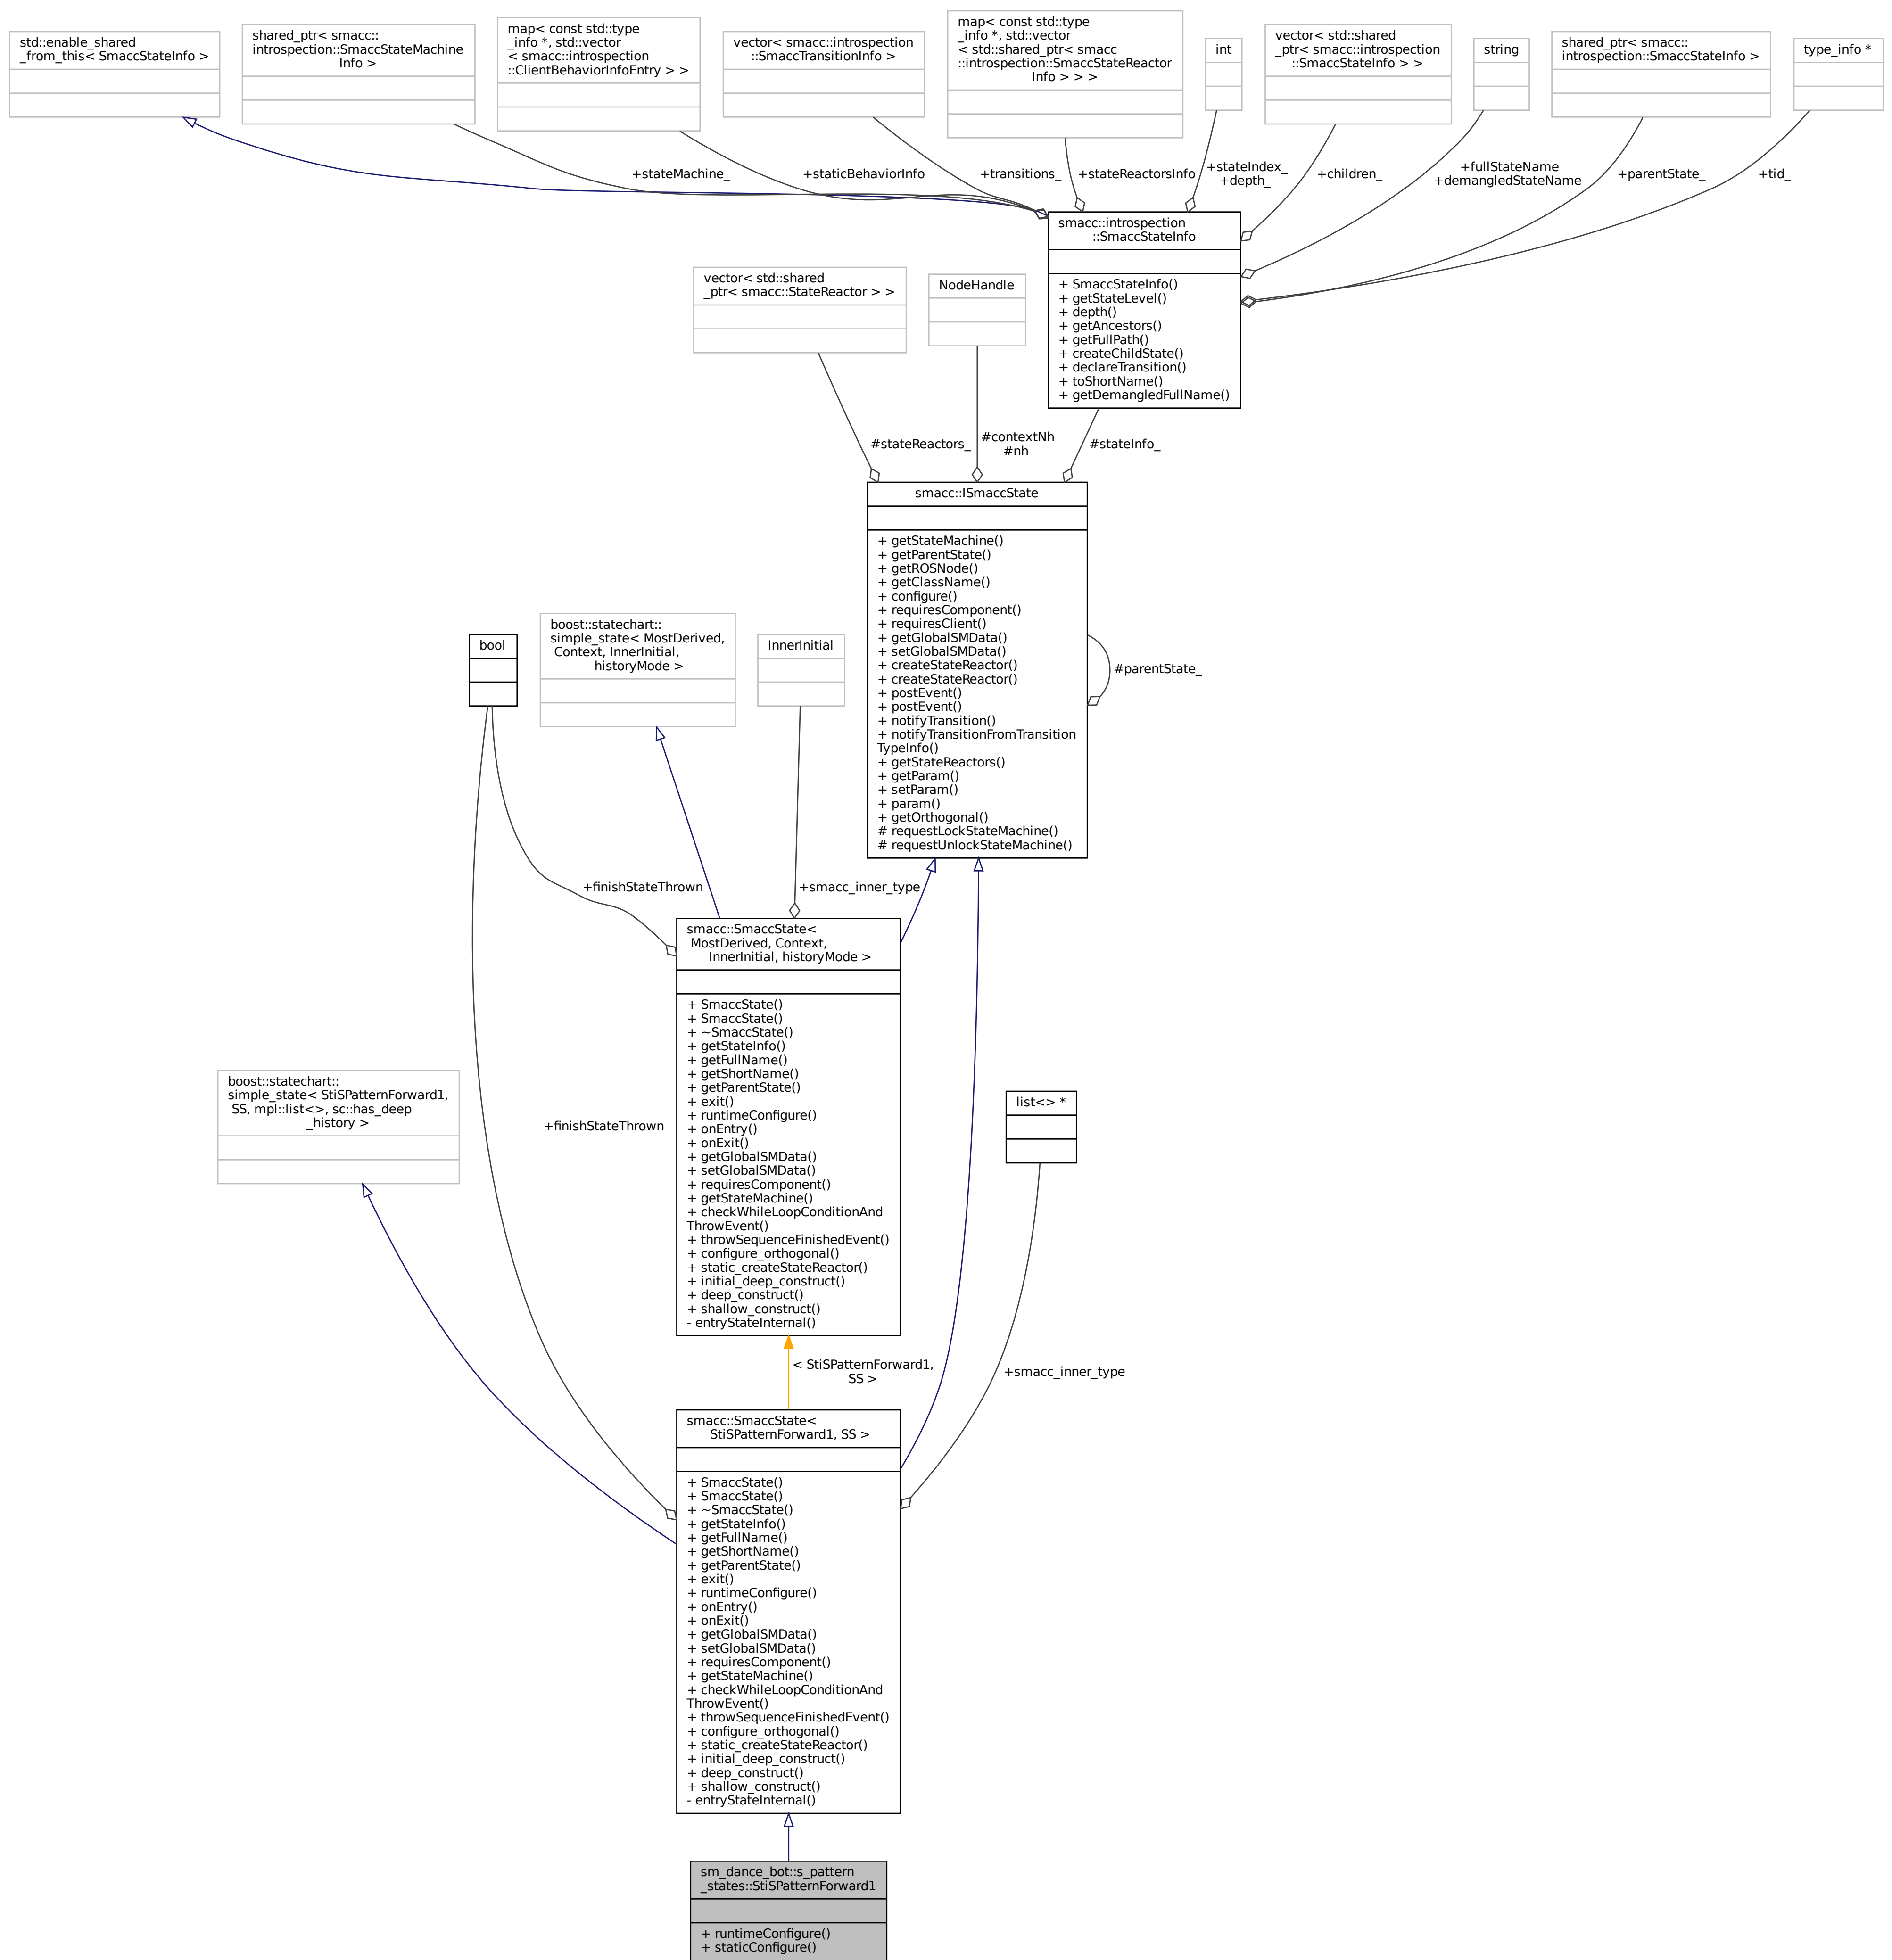 std::enable_shared
_from_this< SmaccStateInfo >
shared_ptr< smacc::
introspection::SmaccStateMachine
Info >
map< const std::type
_info *, std::vector
< smacc::introspection
::ClientBehaviorInfoEntry > >
vector< smacc::introspection
::SmaccTransitionInfo >
map< const std::type
_info *, std::vector
< std::shared_ptr< smacc
::introspection::SmaccStateReactor
Info > > >
int
vector< std::shared
_ptr< smacc::introspection
::SmaccStateInfo > >
string
shared_ptr< smacc::
introspection::SmaccStateInfo >
type_info *
+stateMachine_
+staticBehaviorInfo
+transitions_
+stateReactorsInfo
+stateIndex_
+depth_
+children_
+fullStateName
+demangledStateName
+parentState_
+tid_
smacc::introspection
::SmaccStateInfo
+ SmaccStateInfo()
+ getStateLevel()
+ depth()
+ getAncestors()
+ getFullPath()
+ createChildState()
+ declareTransition()
+ toShortName()
+ getDemangledFullName()
vector< std::shared
_ptr< smacc::StateReactor > >
NodeHandle
#stateReactors_
#contextNh
#nh
#stateInfo_
smacc::ISmaccState
+ getStateMachine()
+ getParentState()
+ getROSNode()
+ getClassName()
+ configure()
+ requiresComponent()
+ requiresClient()
+ getGlobalSMData()
+ setGlobalSMData()
+ createStateReactor()
+ createStateReactor()
+ postEvent()
+ postEvent()
+ notifyTransition()
+ notifyTransitionFromTransition
TypeInfo()
+ getStateReactors()
+ getParam()
+ setParam()
+ param()
+ getOrthogonal()
# requestLockStateMachine()
# requestUnlockStateMachine()
#parentState_
bool
boost::statechart::
simple_state< MostDerived,
Context, InnerInitial,
historyMode >
InnerInitial
+finishStateThrown
+smacc_inner_type
smacc::SmaccState<
MostDerived, Context,
InnerInitial, historyMode >
+ SmaccState()
+ SmaccState()
+ ~SmaccState()
+ getStateInfo()
+ getFullName()
+ getShortName()
+ getParentState()
+ exit()
+ runtimeConfigure()
+ onEntry()
+ onExit()
+ getGlobalSMData()
+ setGlobalSMData()
+ requiresComponent()
+ getStateMachine()
+ checkWhileLoopConditionAnd
ThrowEvent()
+ throwSequenceFinishedEvent()
+ configure_orthogonal()
+ static_createStateReactor()
+ initial_deep_construct()
+ deep_construct()
+ shallow_construct()
- entryStateInternal()
boost::statechart::
simple_state< StiSPatternForward1,
SS, mpl::list<>, sc::has_deep
_history >
+finishStateThrown
list<> *
< StiSPatternForward1,
SS >
+smacc_inner_type
smacc::SmaccState<
StiSPatternForward1, SS >
+ SmaccState()
+ SmaccState()
+ ~SmaccState()
+ getStateInfo()
+ getFullName()
+ getShortName()
+ getParentState()
+ exit()
+ runtimeConfigure()
+ onEntry()
+ onExit()
+ getGlobalSMData()
+ setGlobalSMData()
+ requiresComponent()
+ getStateMachine()
+ checkWhileLoopConditionAnd
ThrowEvent()
+ throwSequenceFinishedEvent()
+ configure_orthogonal()
+ static_createStateReactor()
+ initial_deep_construct()
+ deep_construct()
+ shallow_construct()
- entryStateInternal()
sm_dance_bot::s_pattern
_states::StiSPatternForward1
+ runtimeConfigure()
+ staticConfigure()